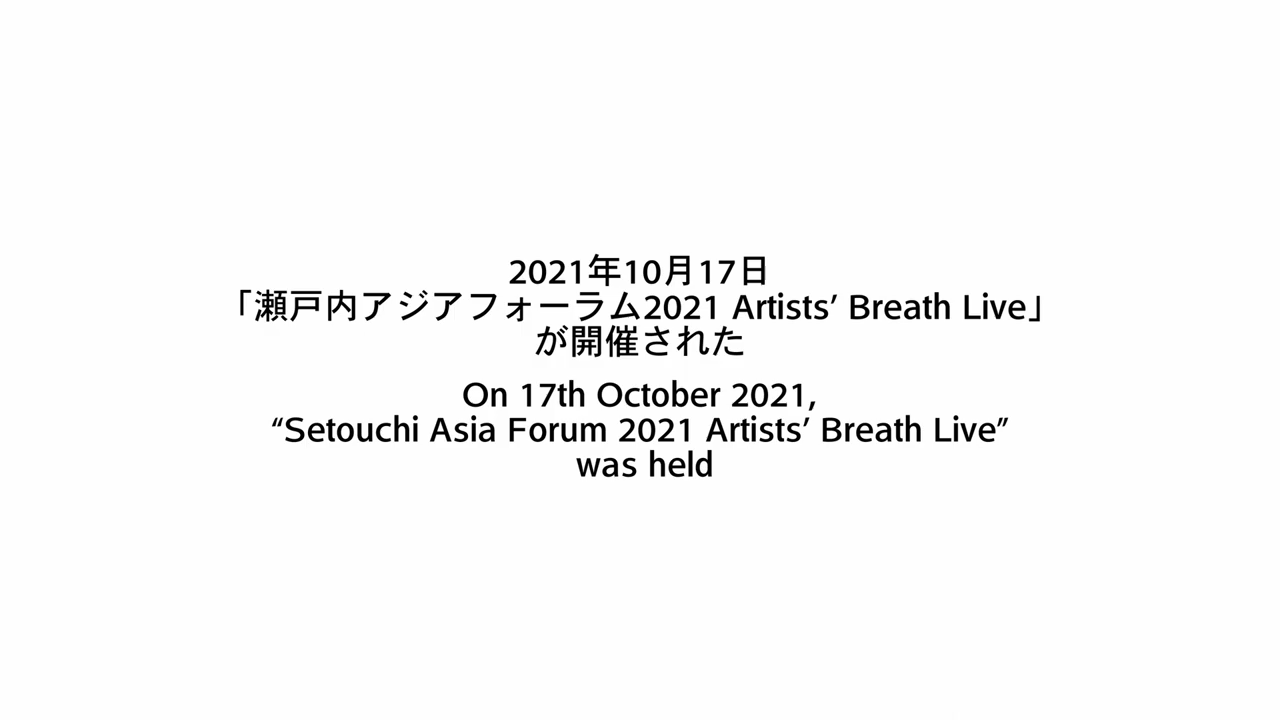 2021年10月17日
「瀬戸内アジアフォーラム2021 Artists’ Breath Live」
が開催された
On 17th October 2021,
“Setouchi Asia Forum 2021 Artists’ Breath Live”
was held